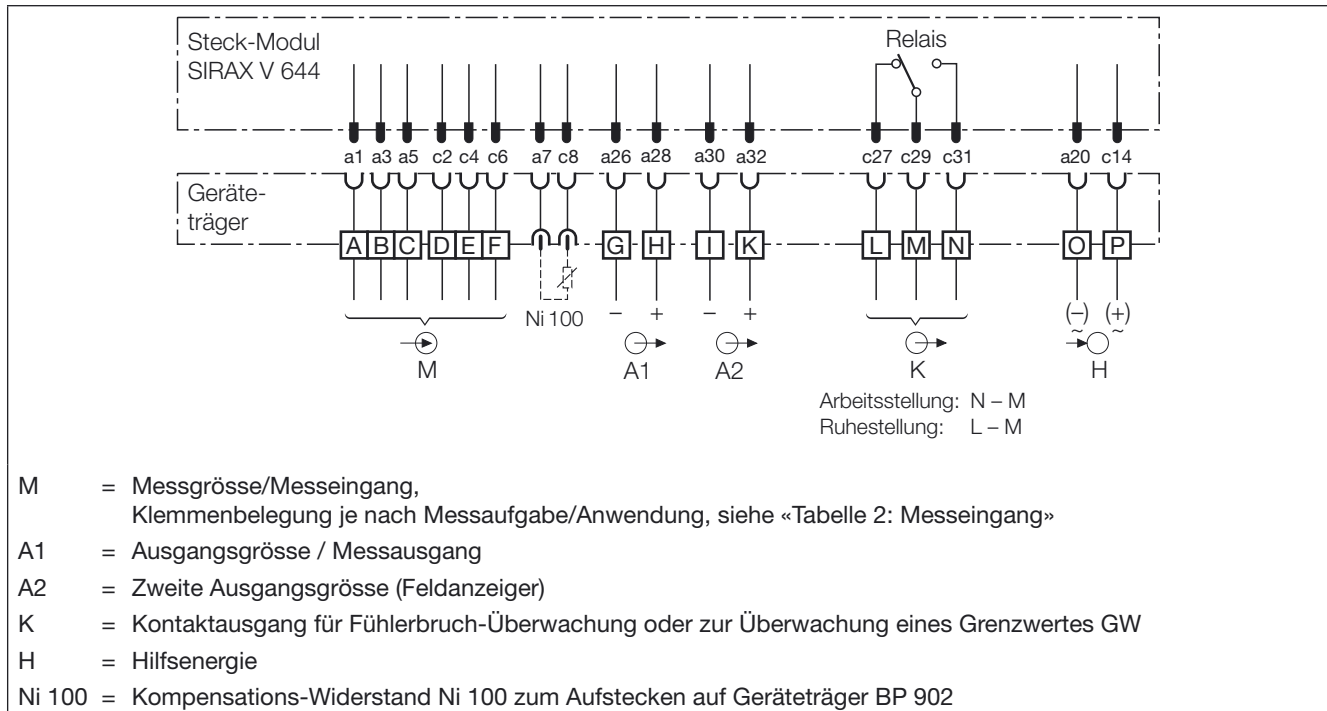 Steck-Modul
SIRAX V 644
Relais
a1 a3 a5 c2 c4 c6 a7 c8 a26 a28 a30 a32 c27 c29 c31 a20 c14
Geräte-
träger
A B C D E F G H I K L M N O P
Ni 100 – + – + (–) (+)
~ ~
M A1 A2 K H
Arbeitsstellung: N – M
Ruhestellung: L – M
M = Messgrösse/Messeingang,
Klemmenbelegung je nach Messaufgabe/Anwendung, siehe «Tabelle 2: Messeingang»
A1 = Ausgangsgrösse / Messausgang
A2 = Zweite Ausgangsgrösse (Feldanzeiger)
K = Kontaktausgang für Fühlerbruch-Überwachung oder zur Überwachung eines Grenzwertes GW
H = Hilfsenergie
Ni 100 = Kompensations-Widerstand Ni 100 zum Aufstecken auf Geräteträger BP 902